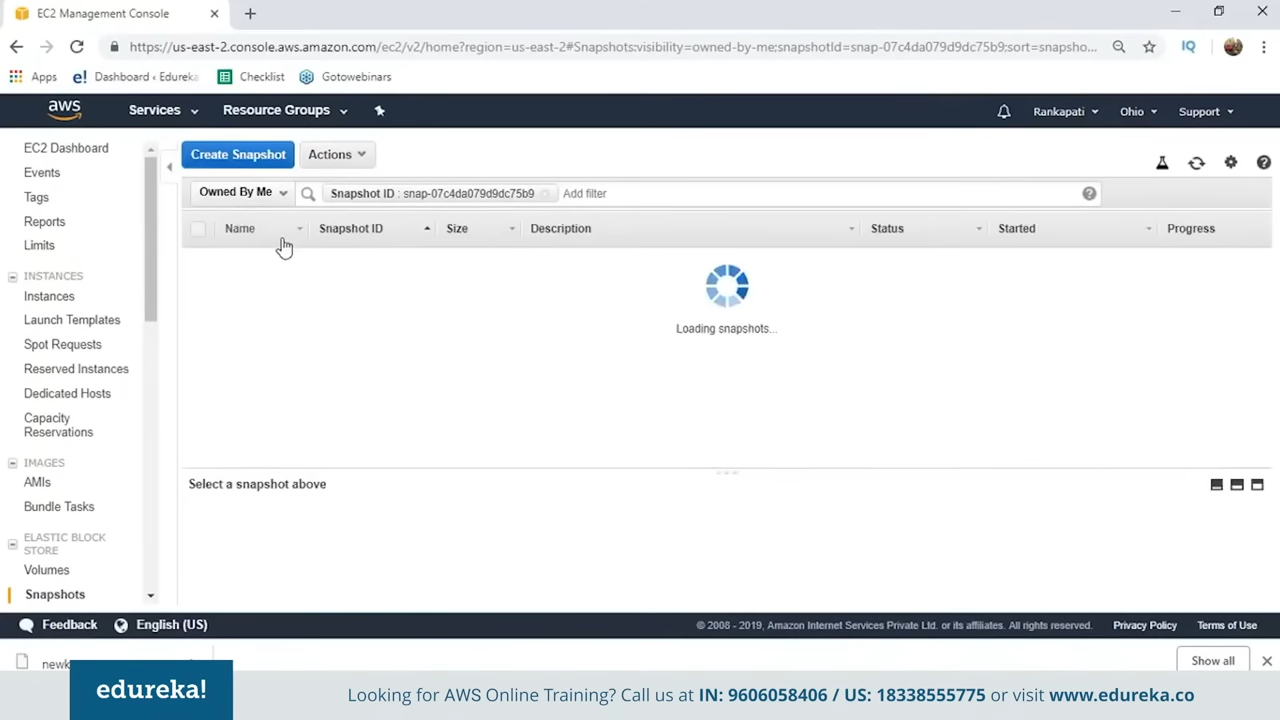 EC2 Management Console
https://us-east-2.console.aws.amazon.com/ec2/v2/home?region=us-east-2#Snapshots:visibility=owned-by-me;snapshotId=snap-07c4da079d9dc75b9;sort=snapsho...
IQ
Apps e! Dashboard ‹ Edureka Checklist Gotowebinars
aws Services Resource Groups Rankapati Ohio Support
EC2 Dashboard
Events
Tags
Reports
Limits
INSTANCES
Instances
Launch Templates
Spot Requests
Reserved Instances
Dedicated Hosts
Capacity
Reservations
IMAGES
AMIs
Bundle Tasks
ELASTIC BLOCK
STORE
Volumes
Snapshots
Create Snapshot Actions
Owned By Me Snapshot ID : snap-07c4da079d9dc75b9 Add filter
Name Snapshot ID Size Description Status Started Progress
Loading snapshots...
Select a snapshot above
Feedback English (US) © 2008 - 2019, Amazon Internet Services Private Ltd. or its affiliates. All rights reserved. Privacy Policy Terms of Use
Show all
edureka! Looking for AWS Online Training? Call us at IN: 9606058406 / US: 18338555775 or visit www.edureka.co